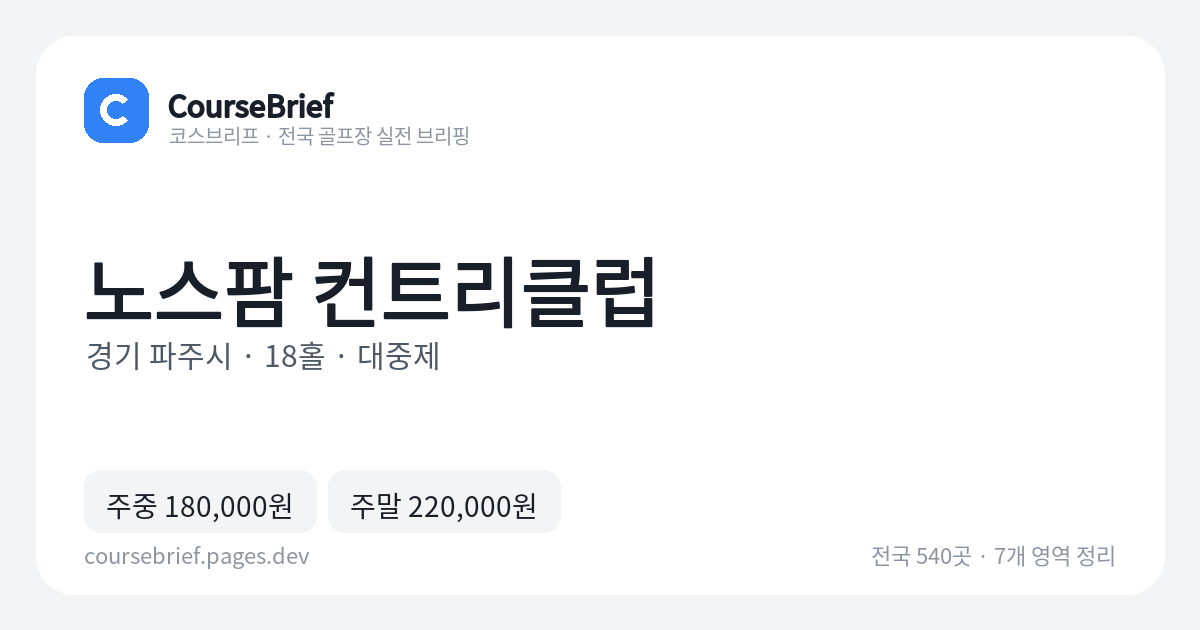 C
CourseBrief
코스브리프 · 전국 골프장 실전 브리핑
노스팜 컨트리클럽
경기 파주시 · 18홀 · 대중제
주중 180,000원
주말 220,000원
coursebrief.pages.dev
전국 540곳 · 7개 영역 정리